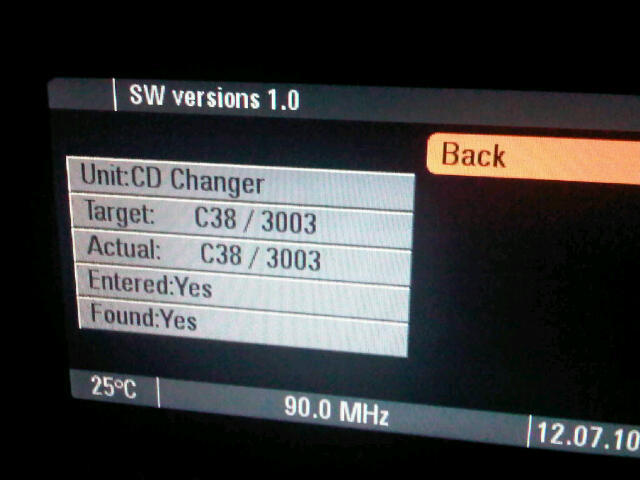 SW versions 1.0
Back
Unit:CD Changer
Target: C38 / 3003
Actual: C38 / 3003
Entered:Yes
Found:Yes
25°C
90.0 MHz
12.07.10